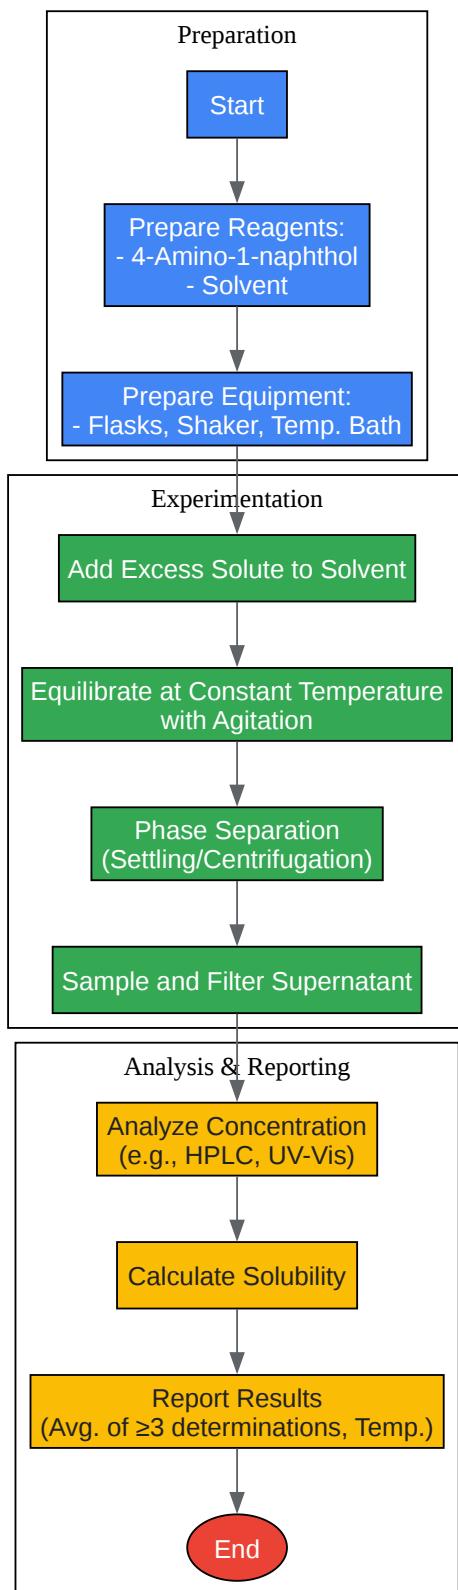 Preparation
Start
Prepare Reagents:
- 4-Amino-1-naphthol
- Solvent
Prepare Equipment:
- Flasks, Shaker, Temp. Bath
Experimentation
Add Excess Solute to Solvent
Equilibrate at Constant Temperature
with Agitation
Phase Separation
(Settling/Centrifugation)
Sample and Filter Supernatant
Analysis & Reporting
Analyze Concentration
(e.g., HPLC, UV-Vis)
Calculate Solubility
Report Results
(Avg. of ≥3 determinations, Temp.)
End